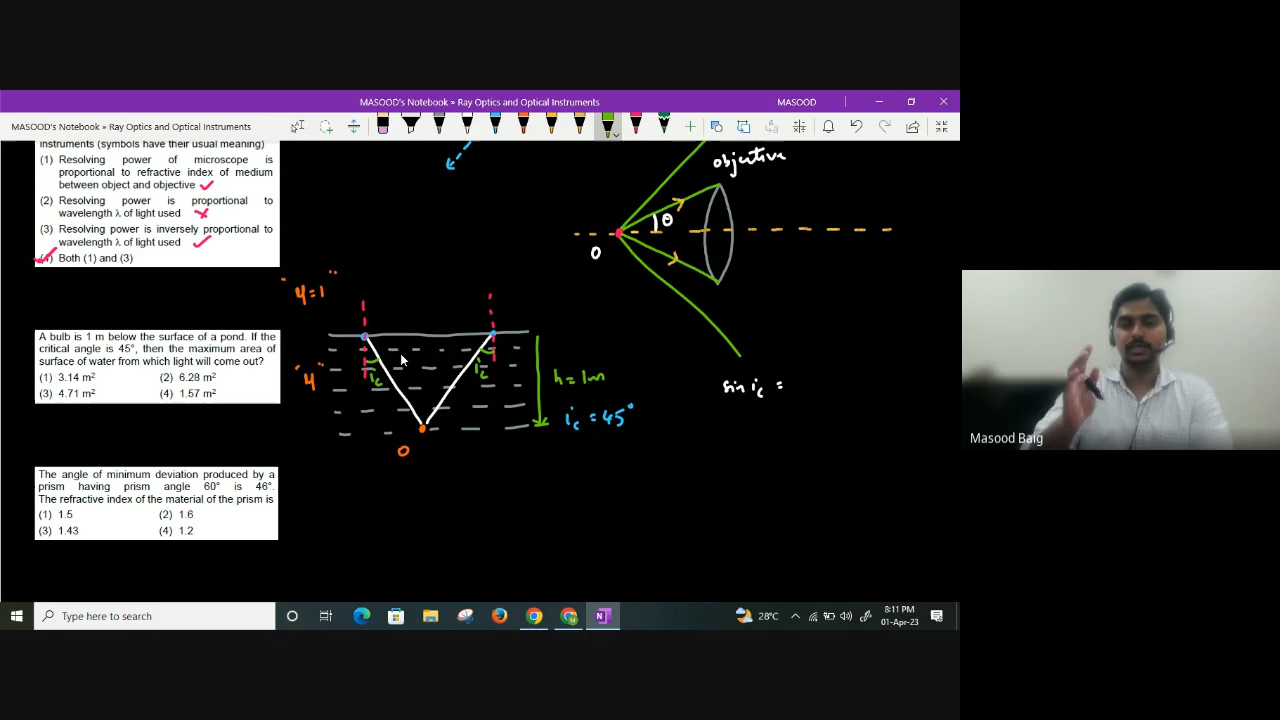 MASOOD's Notebook » Ray Optics and Optical Instruments
MASOOD
MASOOD's Notebook » Ray Optics and Optical Instruments
instruments (symbols have their usual meaning)
(1) Resolving power of microscope is
proportional to refractive index of medium
between object and objective
(2) Resolving power is proportional to
wavelength λ of light used
(3) Resolving power is inversely proportional to
wavelength λ of light used
(4) Both (1) and (3)
objective
θ
O
"μ=1"
A bulb is 1 m below the surface of a pond. If the
critical angle is 45°, then the maximum area of
surface of water from which light will come out?
(1) 3.14 m²
(2) 6.28 m²
(3) 4.71 m²
(4) 1.57 m²
"μ"
ic
ic
h = 1m
ic = 45°
O
sin ic =
Masood Baig
The angle of minimum deviation produced by a
prism having prism angle 60° is 46°.
The refractive index of the material of the prism is
(1) 1.5
(2) 1.6
(3) 1.43
(4) 1.2
Type here to search
28°C
8:11 PM
01-Apr-23